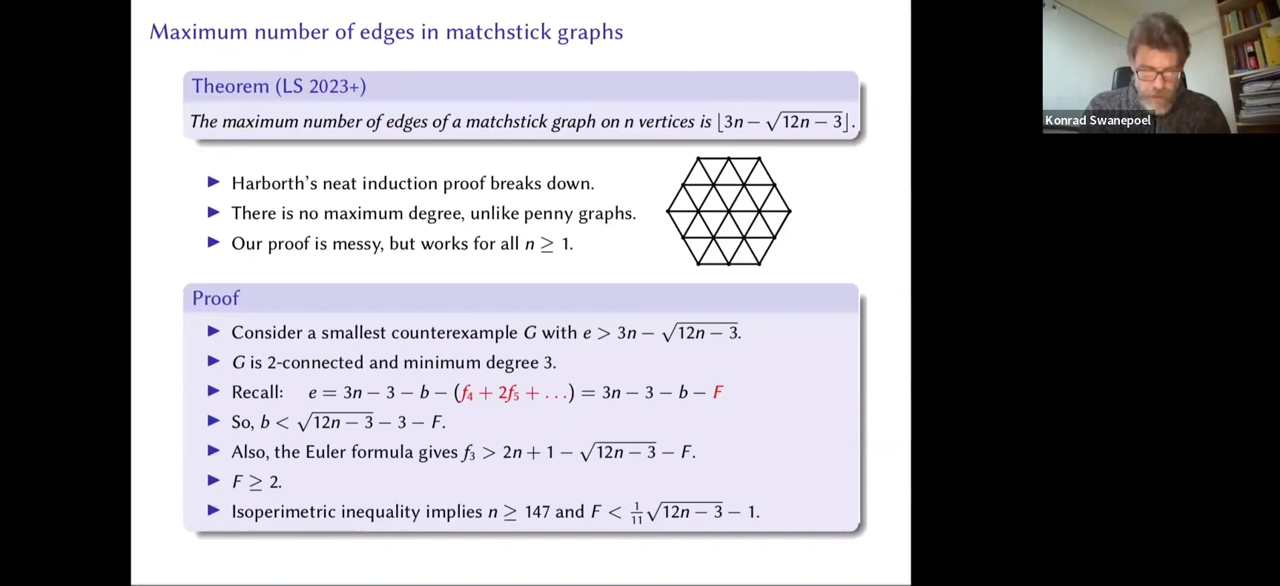 Maximum number of edges in matchstick graphs
Theorem (LS 2023+)
The maximum number of edges of a matchstick graph on n vertices is ⌊3n − √12n − 3⌋.
▶ Harborth's neat induction proof breaks down.
▶ There is no maximum degree, unlike penny graphs.
▶ Our proof is messy, but works for all n ≥ 1.
Proof
▶ Consider a smallest counterexample G with e > 3n − √12n − 3.
▶ G is 2-connected and minimum degree 3.
▶ Recall: e = 3n − 3 − b − (f₄ + 2f₅ + . . .) = 3n − 3 − b − F
▶ So, b < √12n − 3 − 3 − F.
▶ Also, the Euler formula gives f₃ > 2n + 1 − √12n − 3 − F.
▶ F ≥ 2.
▶ Isoperimetric inequality implies n ≥ 147 and F < 1/11 √12n − 3 − 1.
Konrad Swanepoel